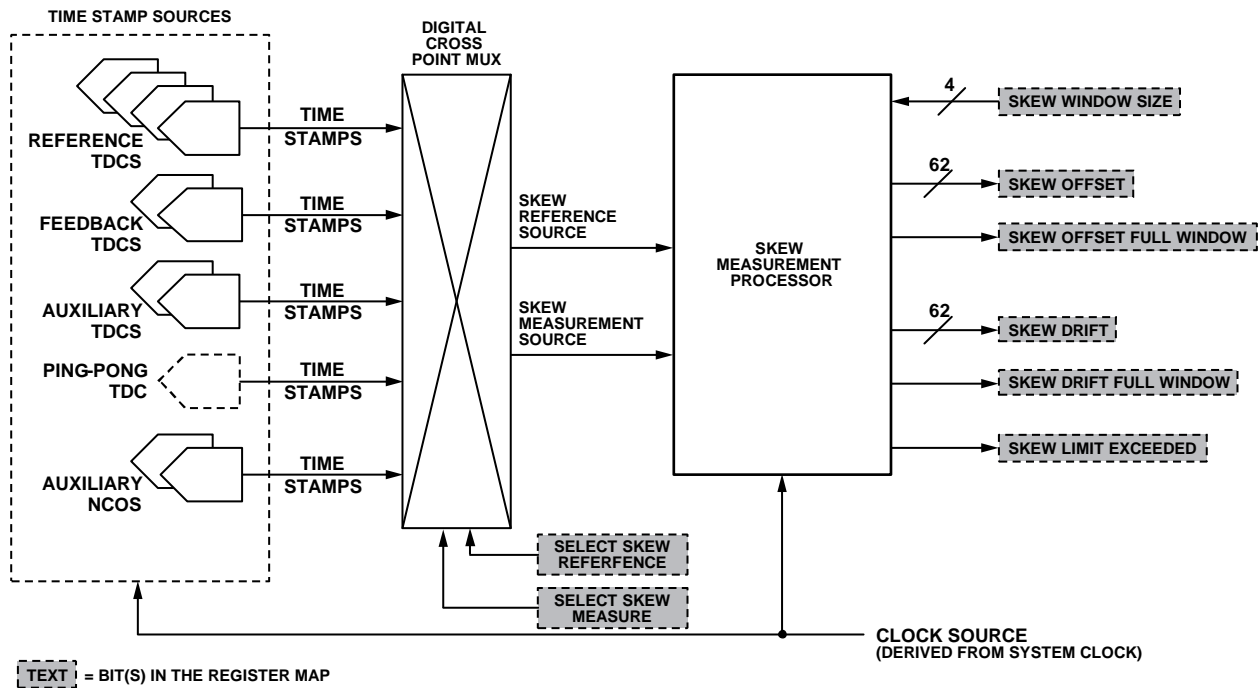 TIME STAMP SOURCES
DIGITAL
CROSS
POINT MUX
REFERENCE
TDCS
TIME
STAMPS
FEEDBACK
TDCS
TIME
STAMPS
AUXILIARY
TDCS
TIME
STAMPS
PING-PONG
TDC
TIME
STAMPS
AUXILIARY
NCOS
TIME
STAMPS
SKEW
REFERENCE
SOURCE
SKEW
MEASUREMENT
SOURCE
SKEW
MEASUREMENT
PROCESSOR
4
SKEW WINDOW SIZE
62
SKEW OFFSET
SKEW OFFSET FULL WINDOW
62
SKEW DRIFT
SKEW DRIFT FULL WINDOW
SKEW LIMIT EXCEEDED
SELECT SKEW
REFERFENCE
SELECT SKEW
MEASURE
CLOCK SOURCE
(DERIVED FROM SYSTEM CLOCK)
TEXT = BIT(S) IN THE REGISTER MAP